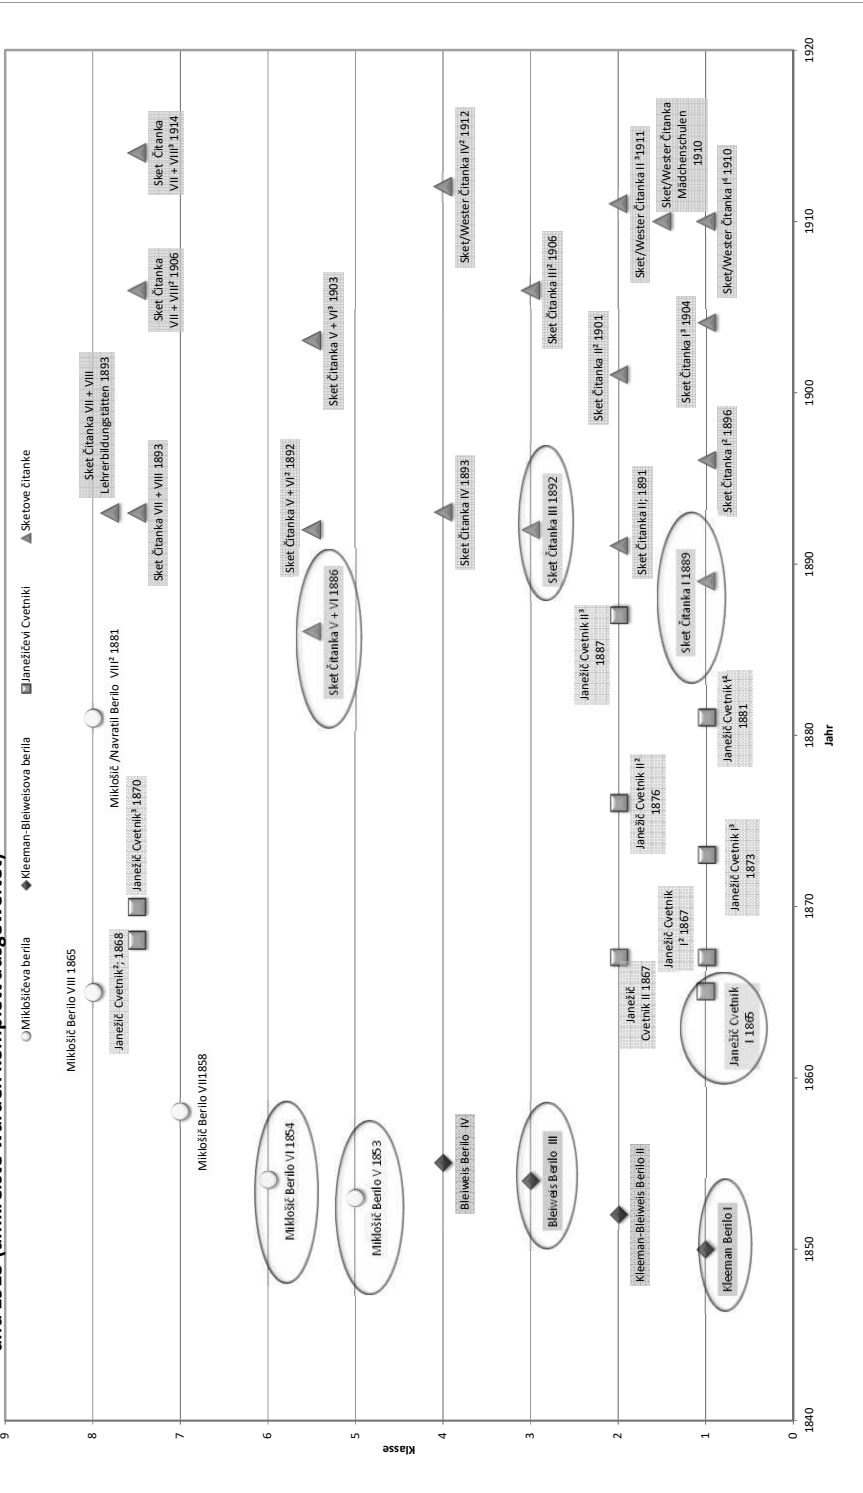 ○Miklošičeva berila
◆Kleeman-Bleiweisova berila
Janežičevi Cvetniki
Sketove čitanke
9
8
7
6
5
4
3
2
1
0
Klasse
Miklošič Berilo VIII 1865
Miklošič /Navratil Berilo VIII² 1881
Sket Čitanka VII + VIII
Lehrerbildungstätten 1893
Janežič Cvetnik²; 1868
Janežič Cvetnik³ 1870
Sket Čitanka VII + VIII 1893
Sket Čitanka
VII + VIII² 1906
Sket Čitanka
VII + VIII³ 1914
Miklošič Berilo VII1858
Miklošič Berilo VI 1854
Sket Čitanka V + VI 1886
Sket Čitanka V + VI² 1892
Sket Čitanka V + VI³ 1903
Miklošič Berilo V 1853
Bleiweis Berilo IV
Sket Čitanka IV 1893
Sket/Wester Čitanka IV² 1912
Bleiweis Berilo III
Sket Čitanka III 1892
Sket Čitanka III² 1906
Kleeman-Bleiweis Berilo II
Janežič
Cvetnik II 1867
Janežič Cvetnik II²
1876
Janežič Cvetnik II³
1887
Sket Čitanka II; 1891
Sket Čitanka II² 1901
Sket/Wester Čitanka II ³1911
Sket/Wester Čitanka
Mädchenschulen
1910
Kleeman Berilo I
Janežič Cvetnik
I 1865
Janežič Cvetnik
I² 1867
Janežič Cvetnik I³
1873
Janežič Cvetnik I⁴
1881
Sket Čitanka I 1889
Sket Čitanka I² 1896
Sket Čitanka I³ 1904
Sket/Wester Čitanka I⁴ 1910
1840
1850
1860
1870
1880
1890
1900
1910
1920
Jahr